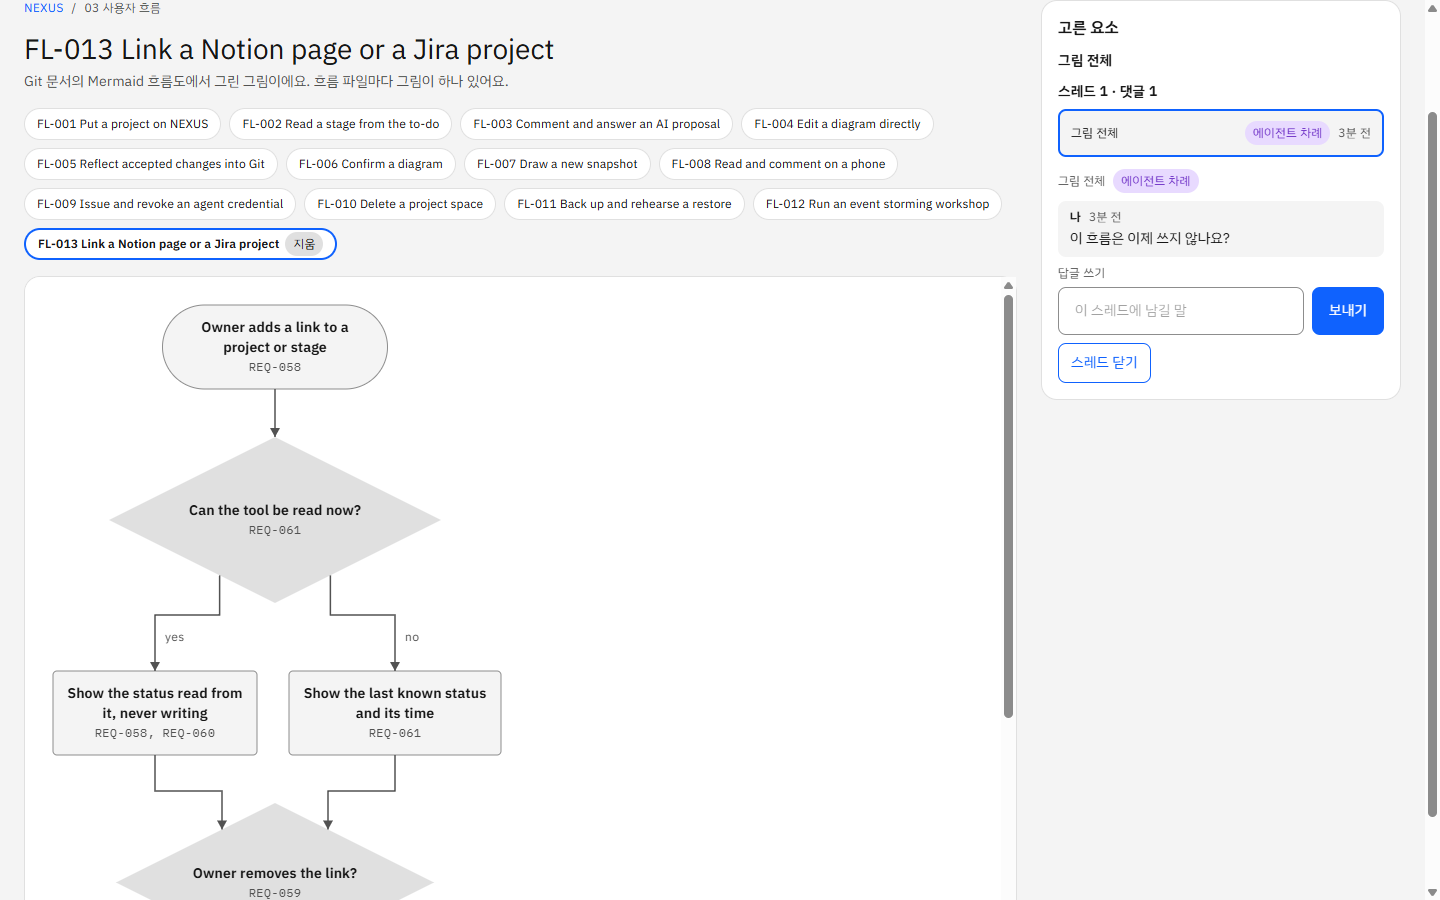 NEXUS / 03 사용자 흐름
FL-013 Link a Notion page or a Jira project
Git 문서의 Mermaid 흐름도에서 그린 그림이에요. 흐름 파일마다 그림이 하나 있어요.
FL-001 Put a project on NEXUS
FL-002 Read a stage from the to-do
FL-003 Comment and answer an AI proposal
FL-004 Edit a diagram directly
FL-005 Reflect accepted changes into Git
FL-006 Confirm a diagram
FL-007 Draw a new snapshot
FL-008 Read and comment on a phone
FL-009 Issue and revoke an agent credential
FL-010 Delete a project space
FL-011 Back up and rehearse a restore
FL-012 Run an event storming workshop
FL-013 Link a Notion page or a Jira project 지움
Owner adds a link to a
project or stage
REQ-058
Can the tool be read now?
REQ-061
yes
no
Show the status read from
it, never writing
REQ-058, REQ-060
Show the last known status
and its time
REQ-061
Owner removes the link?
REQ-059
고른 요소
그림 전체
스레드 1 · 댓글 1
그림 전체 에이전트 차례 3분 전
그림 전체 에이전트 차례
나 3분 전
이 흐름은 이제 쓰지 않나요?
답글 쓰기
이 스레드에 남길 말
보내기
스레드 닫기